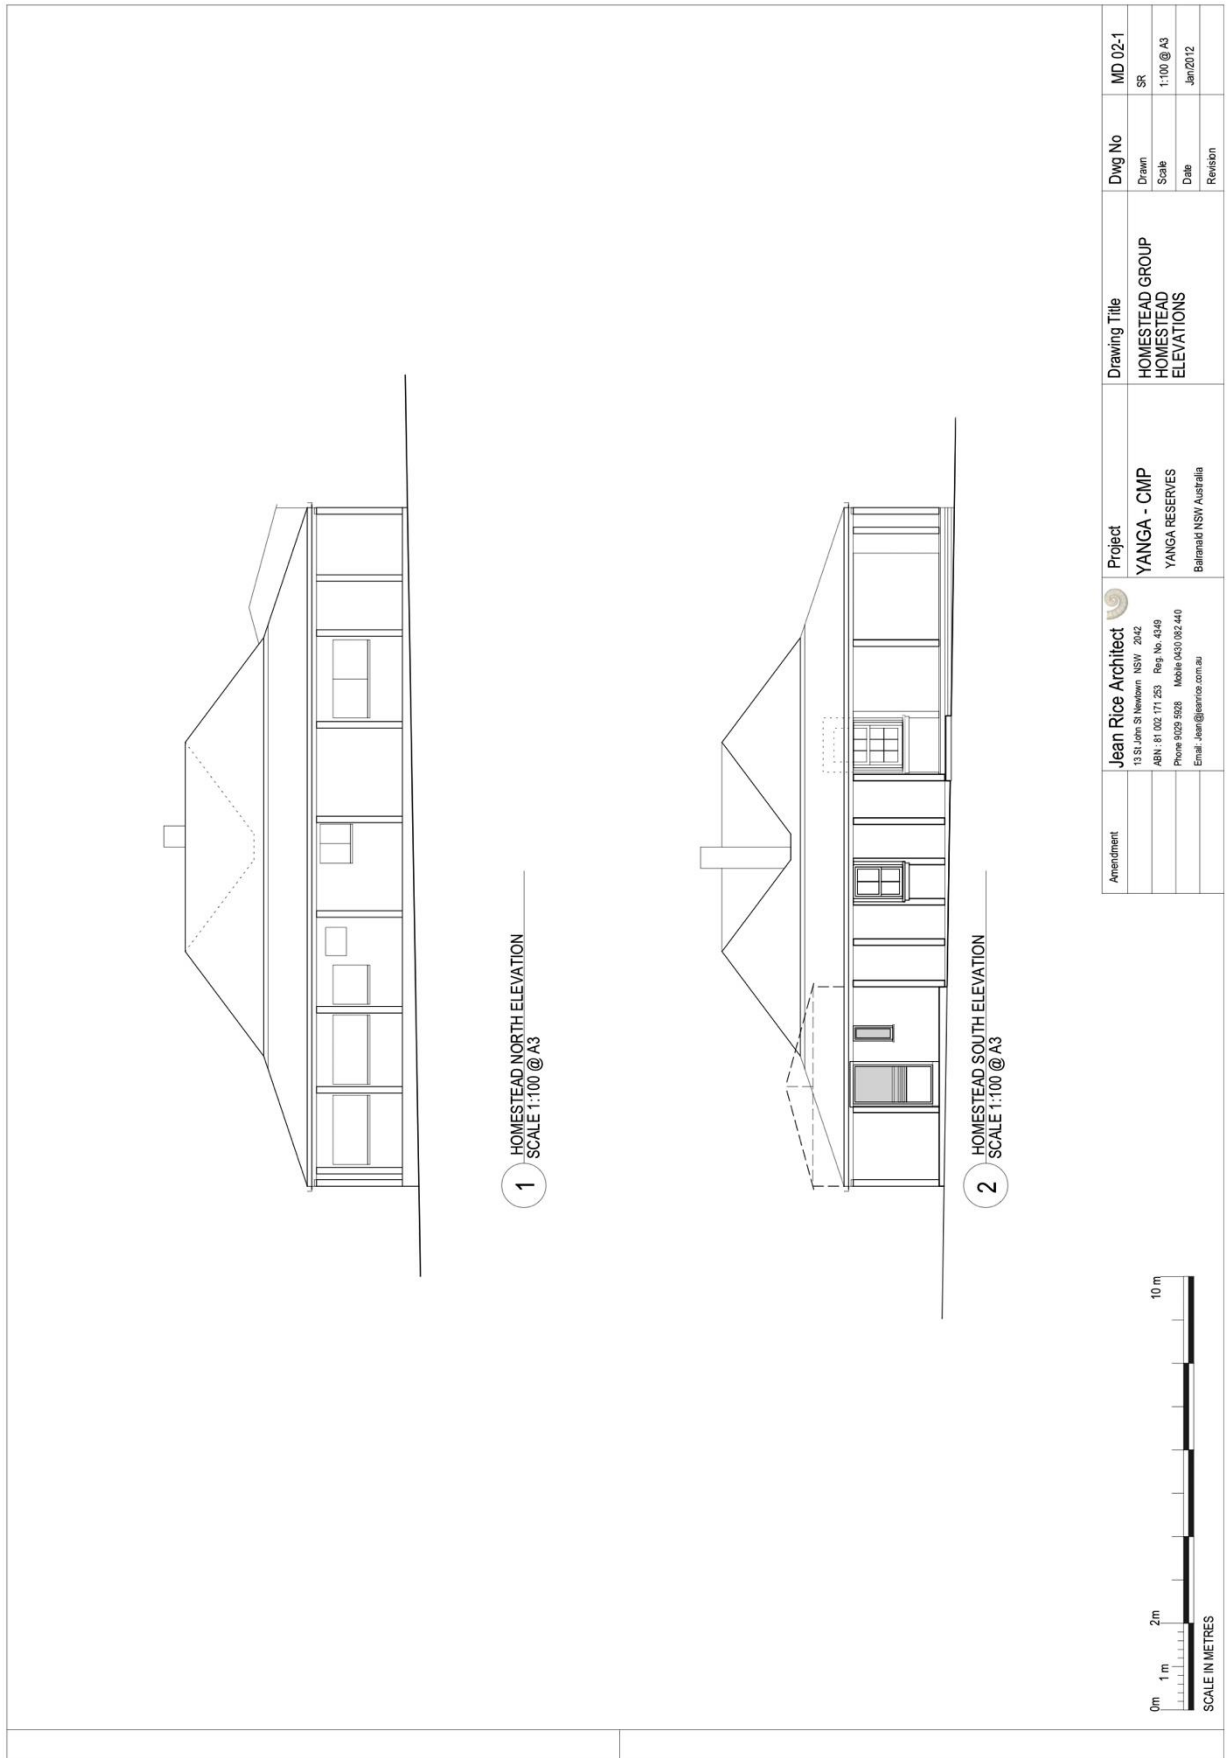 1
HOMESTEAD NORTH ELEVATION
SCALE 1:100 @ A3
2
HOMESTEAD SOUTH ELEVATION
SCALE 1:100 @ A3
0m
1 m
2m
10 m
SCALE IN METRES
Amendment
Jean Rice Architect
13 St John St Newtown NSW 2042
ABN : 81 002 171 253 Reg. No. 4349
Phone 9029 5928 Mobile 0430 082 440
Email: Jean@jeanrice.com.au
Project
YANGA - CMP
YANGA RESERVES
Balranald NSW Australia
Drawing Title
HOMESTEAD GROUP
HOMESTEAD
ELEVATIONS
Dwg No MD 02-1
Drawn SR
Scale 1:100 @ A3
Date Jan/2012
Revision